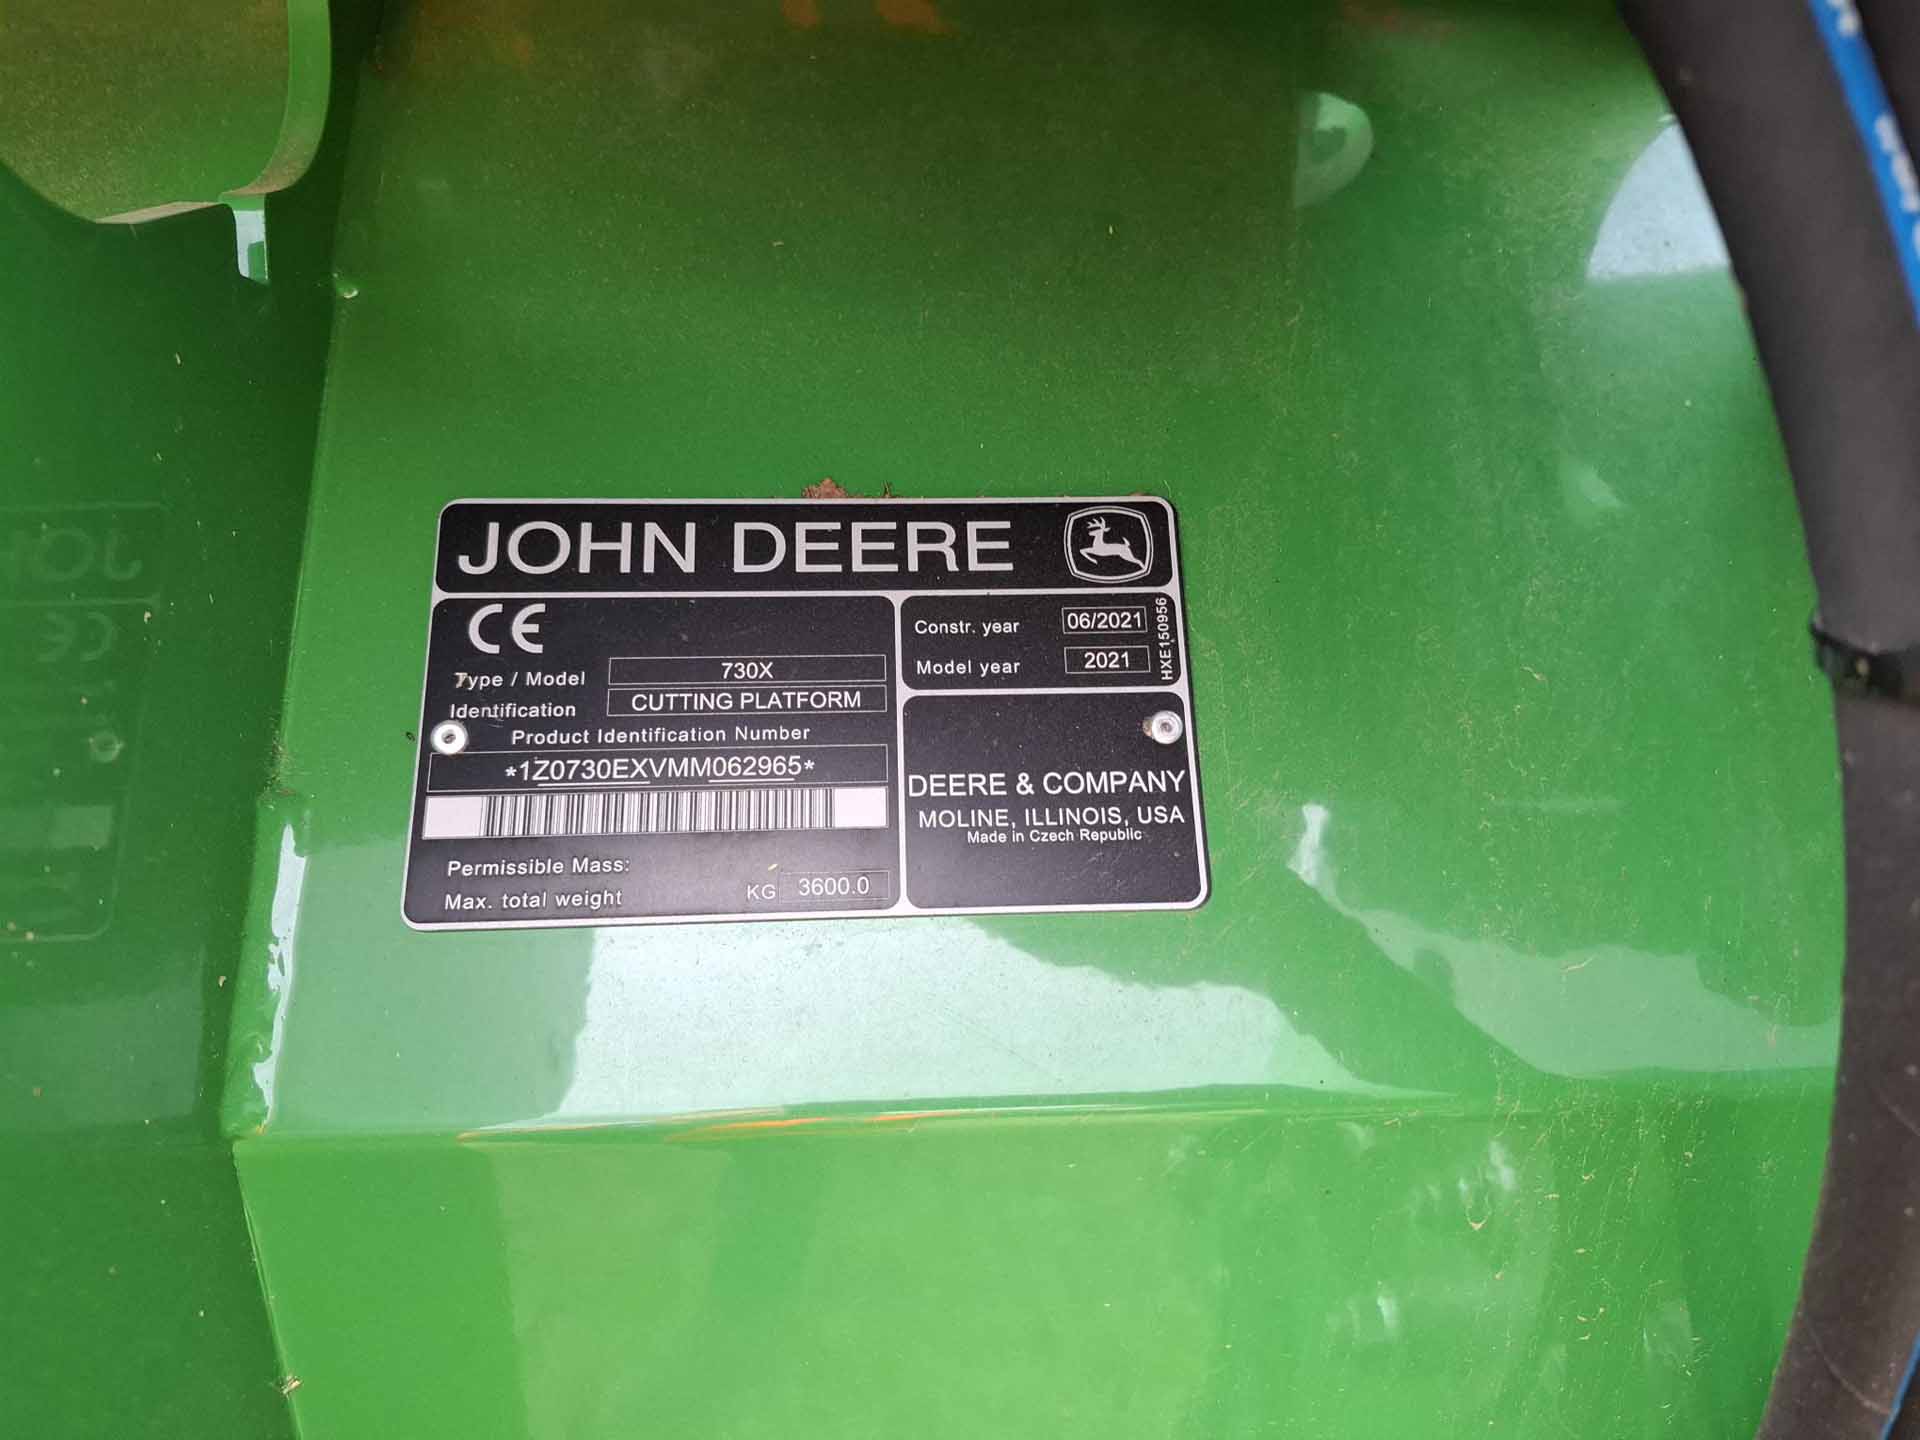 JOHN DEERE
CE
Type / Model 730X
Identification CUTTING PLATFORM
Product Identification Number
*1Z0730EXVMM062965*
Permissible Mass:
Max. total weight KG 3600.0
Constr. year 06/2021
Model year 2021
HXE150956
DEERE & COMPANY
MOLINE, ILLINOIS, USA
Made in Czech Republic